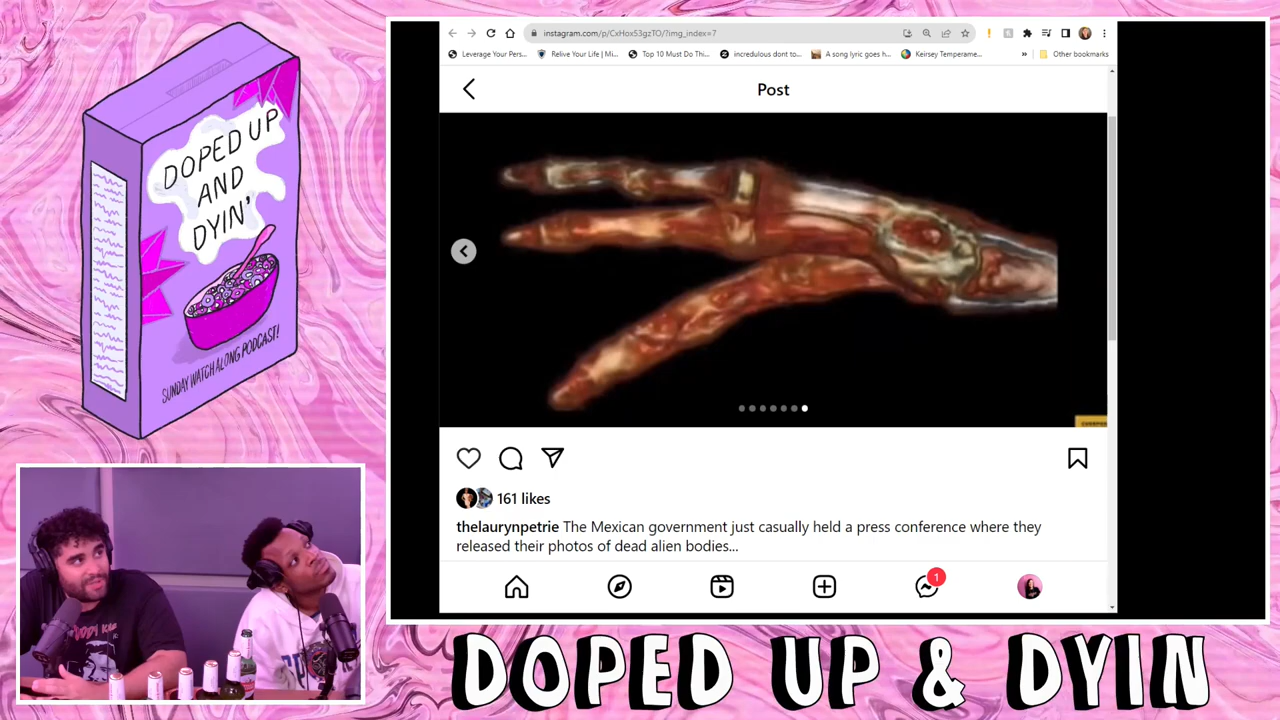 DOPED UP
AND
DYIN'
SUNDAY WATCHALONG PODCAST!
instagram.com/p/CxHox53gzTO/?img_index=7
Leverage Your Pers...
Relive Your Life | Mi...
Top 10 Must Do Thi...
incredulous dont to...
A song lyric goes h...
Keirsey Temperame...
»
Other bookmarks
Post
161 likes
thelaurynpetrie The Mexican government just casually held a press conference where they
released their photos of dead alien bodies...
1
DOPED UP & DYIN